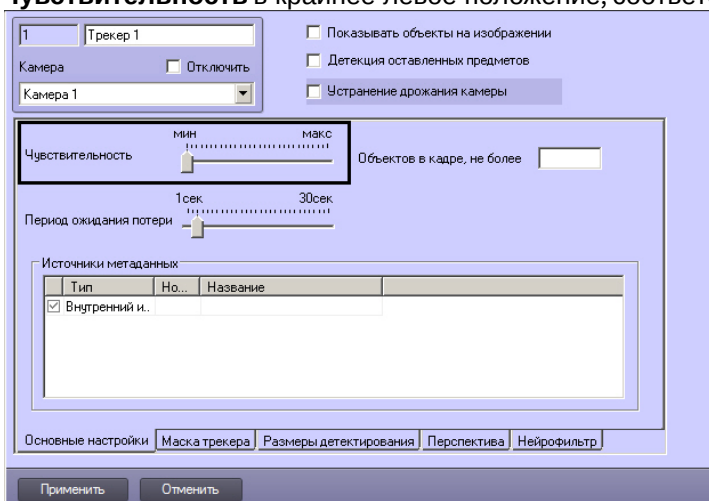 Чувствительность в крайнее левое положение, соответ
1 Трекер 1
Показывать объекты на изображении
Камера Отключить
Детекция оставленных предметов
Камера 1
Устранение дрожания камеры
мин макс
Чувствительность
Объектов в кадре, не более
1сек 30сек
Период ожидания потери
Источники метаданных
Тип Но... Название
Внутренний и..
Основные настройки Маска трекера Размеры детектирования Перспектива Нейрофильтр
Применить Отменить